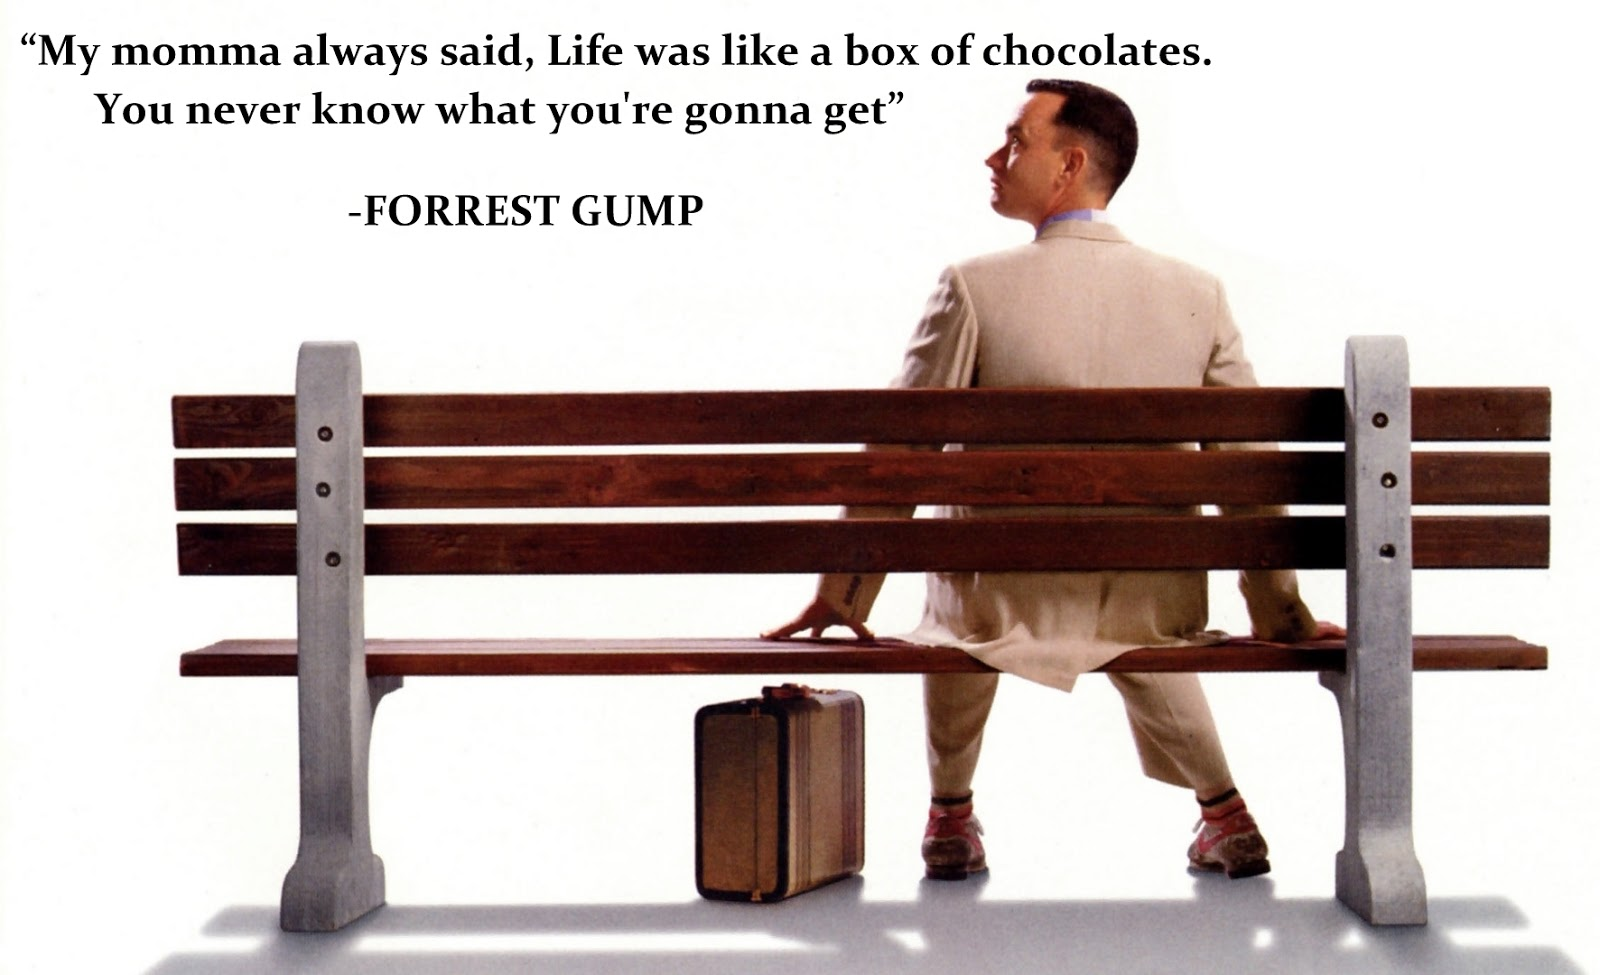 “My momma always said, Life was like a box of chocolates.
You never know what you're gonna get”
-FORREST GUMP